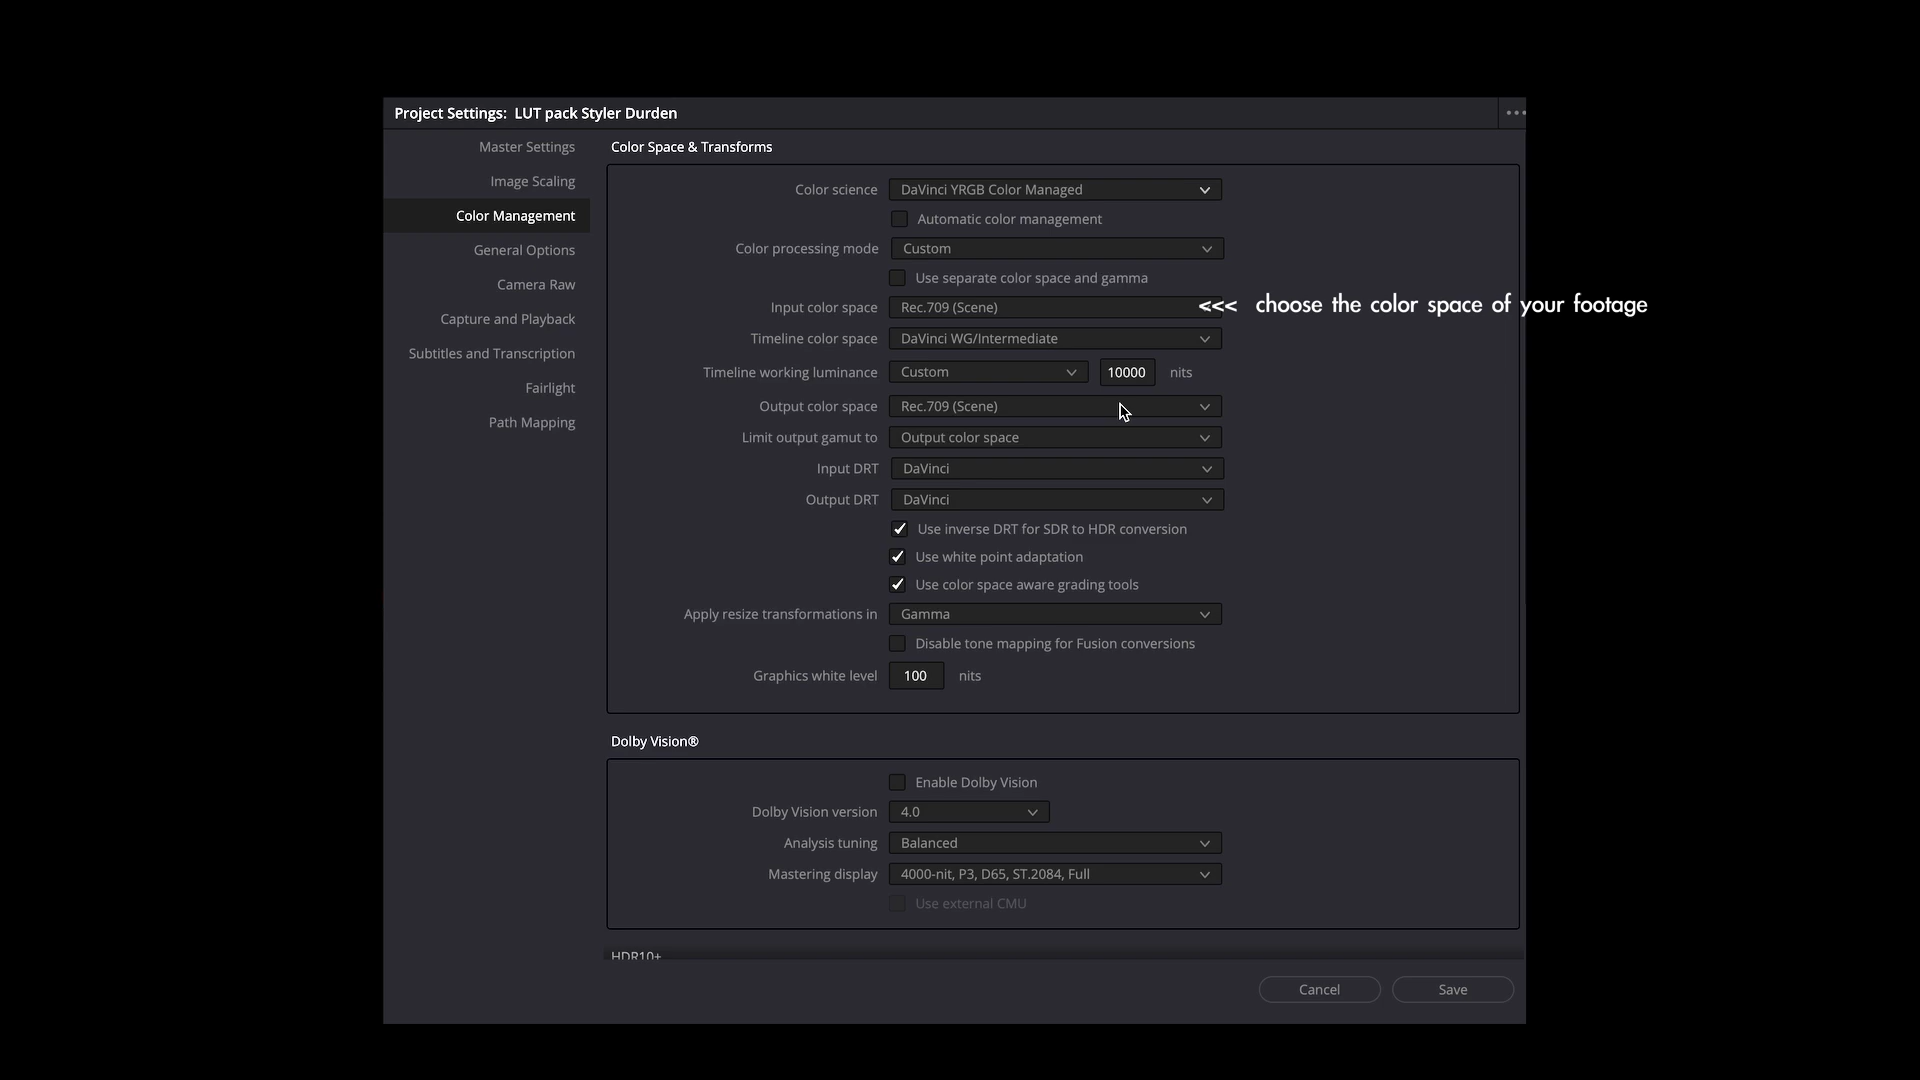 Project Settings: LUT pack Styler Durden
Master Settings
Image Scaling
Color Management
General Options
Camera Raw
Capture and Playback
Subtitles and Transcription
Fairlight
Path Mapping
Color Space & Transforms
Color science DaVinci YRGB Color Managed
Automatic color management
Color processing mode Custom
Use separate color space and gamma
Input color space Rec.709 (Scene) <<< choose the color space of your footage
Timeline color space DaVinci WG/Intermediate
Timeline working luminance Custom 10000 nits
Output color space Rec.709 (Scene)
Limit output gamut to Output color space
Input DRT DaVinci
Output DRT DaVinci
Use inverse DRT for SDR to HDR conversion
Use white point adaptation
Use color space aware grading tools
Apply resize transformations in Gamma
Disable tone mapping for Fusion conversions
Graphics white level 100 nits
Dolby Vision®
Enable Dolby Vision
Dolby Vision version 4.0
Analysis tuning Balanced
Mastering display 4000-nit, P3, D65, ST.2084, Full
Use external CMU
HDR10+
Cancel Save